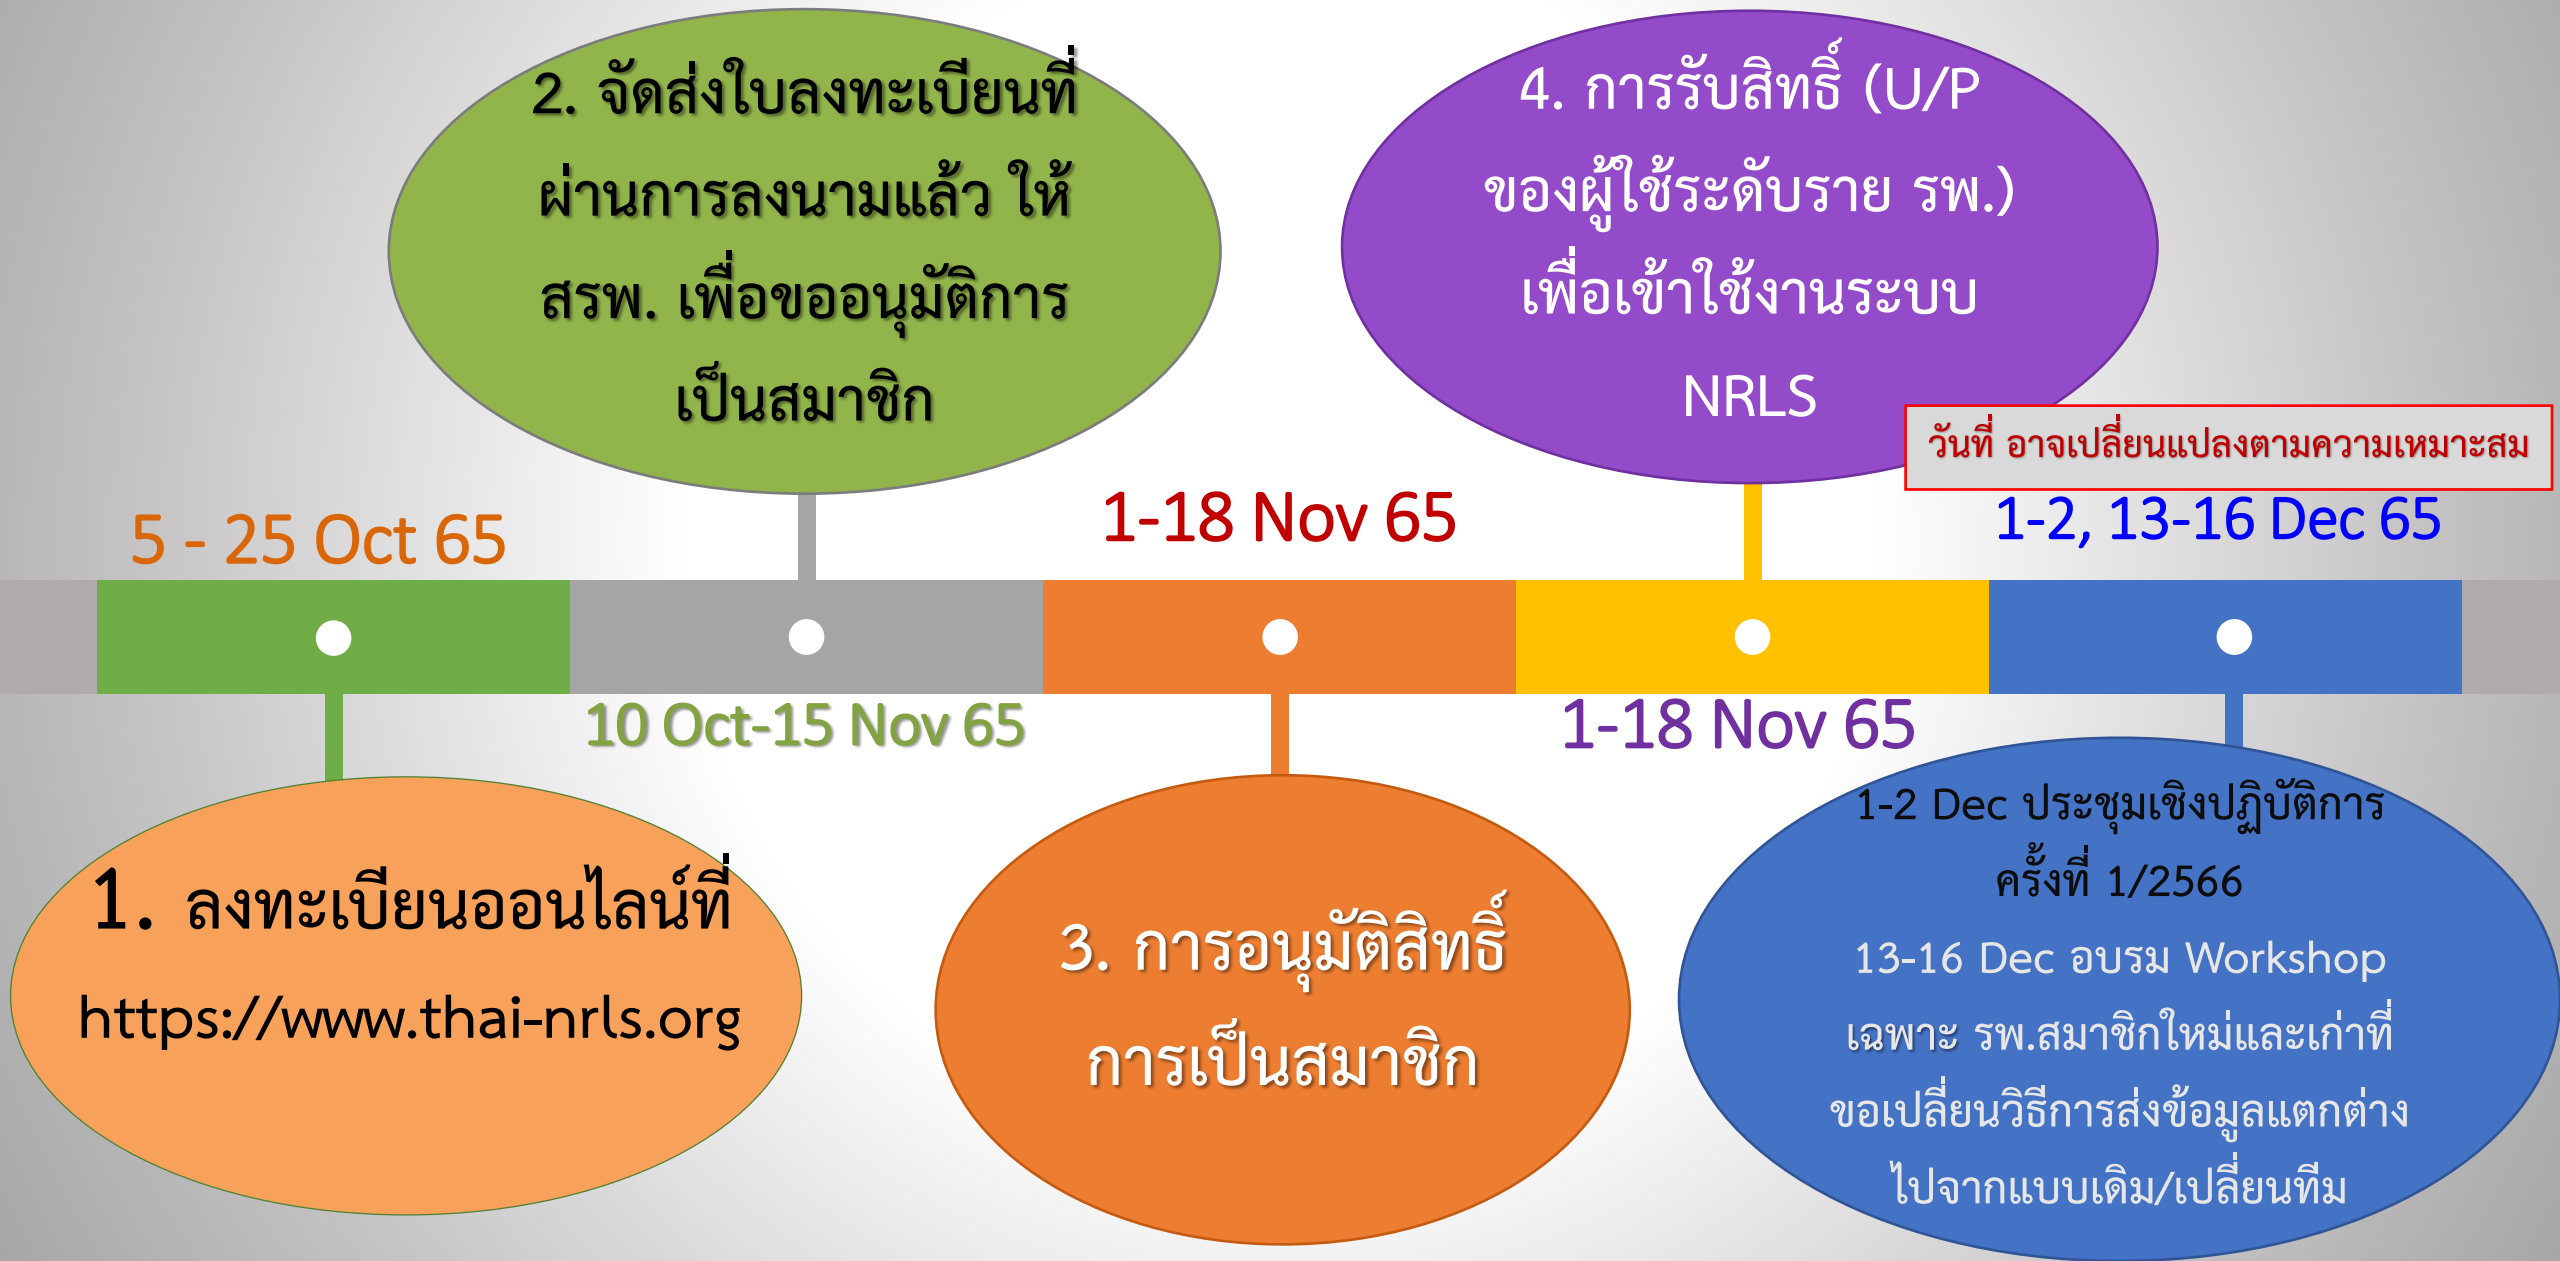 2. จัดส่งใบลงทะเบียนที่
ผ่านการลงนามแล้ว ให้
สรพ. เพื่อขออนุมัติการ
เป็นสมาชิก
4. การรับสิทธิ์ (U/P
ของผู้ใช้ระดับราย รพ.)
เพื่อเข้าใช้งานระบบ
NRLS
วันที่ อาจเปลี่ยนแปลงตามความเหมาะสม
5 - 25 Oct 65
1-18 Nov 65
1-2, 13-16 Dec 65
10 Oct-15 Nov 65
1-18 Nov 65
1. ลงทะเบียนออนไลน์ที่
https://www.thai-nrls.org
3. การอนุมัติสิทธิ์
การเป็นสมาชิก
1-2 Dec ประชุมเชิงปฏิบัติการ
ครั้งที่ 1/2566
13-16 Dec อบรม Workshop
เฉพาะ รพ.สมาชิกใหม่และเก่าที่
ขอเปลี่ยนวิธีการส่งข้อมูลแตกต่าง
ไปจากแบบเดิม/เปลี่ยนทีม